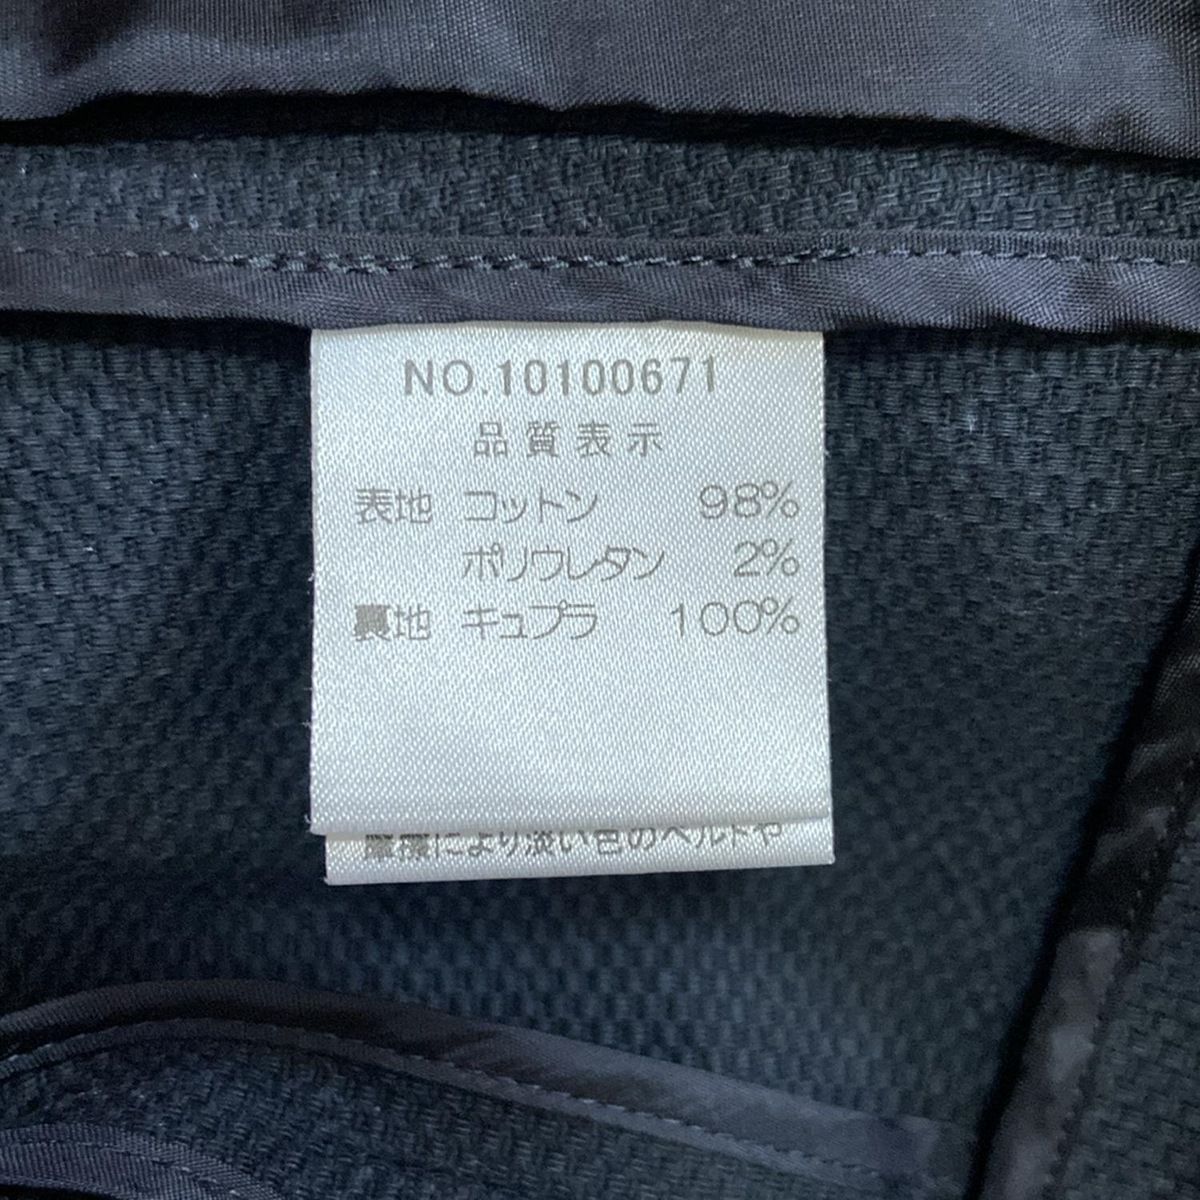 NO.10100671
品質表示
表地 コットン 98%
ポリウレタン 2%
裏地 キュプラ 100%
摩擦により淡い色のベルトや